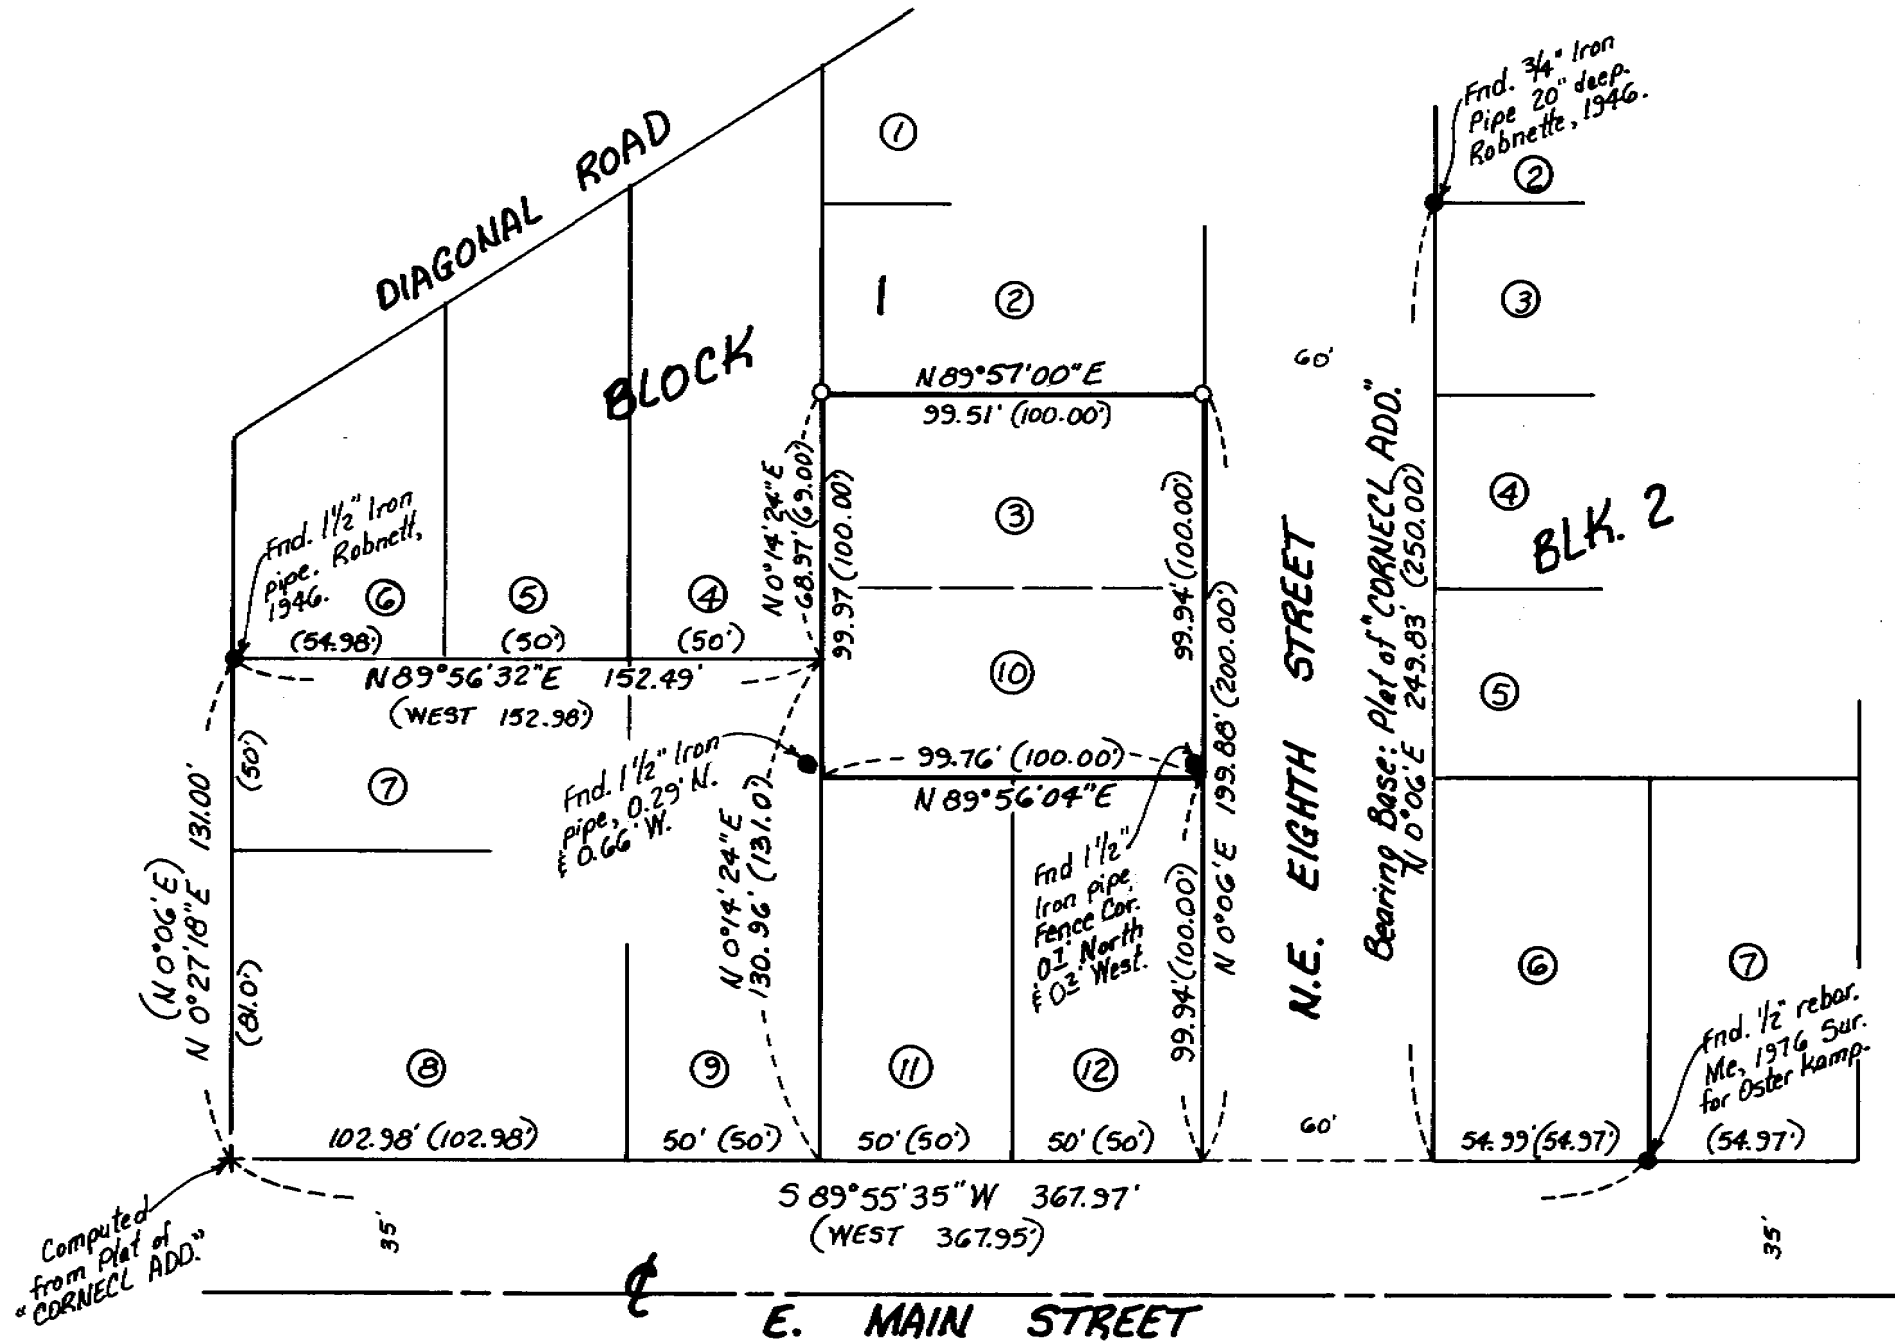 Fnd. 3/4" Iron
Pipe 20" deep.
Robnette, 1946.
DIAGONAL ROAD
1
2
1
2
3
BLOCK
60'
N 89°57'00"E
99.51' (100.00')
Fnd. 1½" Iron
pipe. Robnett,
1946.
6
5
4
(54.98')
(50')
(50')
N 0°14'24"E
68.97' (69.00')
99.97 (100.00')
3
99.94' (100.00')
10
N 89°56'32"E 152.49'
(WEST 152.98')
199.88' (200.00')
N 0°06'E
N.E. EIGHTH STREET
Bearing Base: Plat of "CORNECL ADD."
N 0°06'E 249.83' (250.00')
4
BLK. 2
5
131.00'
(50')
7
Fnd. 1½" Iron
pipe, 0.29' N.
& 0.66' W.
99.76' (100.00')
N 89°56'04"E
(N 0°06'E)
N 0°27'18"E
(81.0')
N 0°14'24"E
130.96' (131.0')
Fnd 1½"
Iron pipe,
Fence Cor.
0.1' North
& 0.2' West.
99.94' (100.00')
6
7
Fnd. ½" rebar.
Me, 1976 Sur.
for Osterkamp.
8
9
11
12
102.98' (102.98')
50' (50')
50' (50')
50' (50')
60'
54.99' (54.97')
(54.97')
Computed
from Plat of
"CORNECL ADD."
35'
S 89°55'35"W 367.97'
(WEST 367.95')
35'
℄
E. MAIN STREET